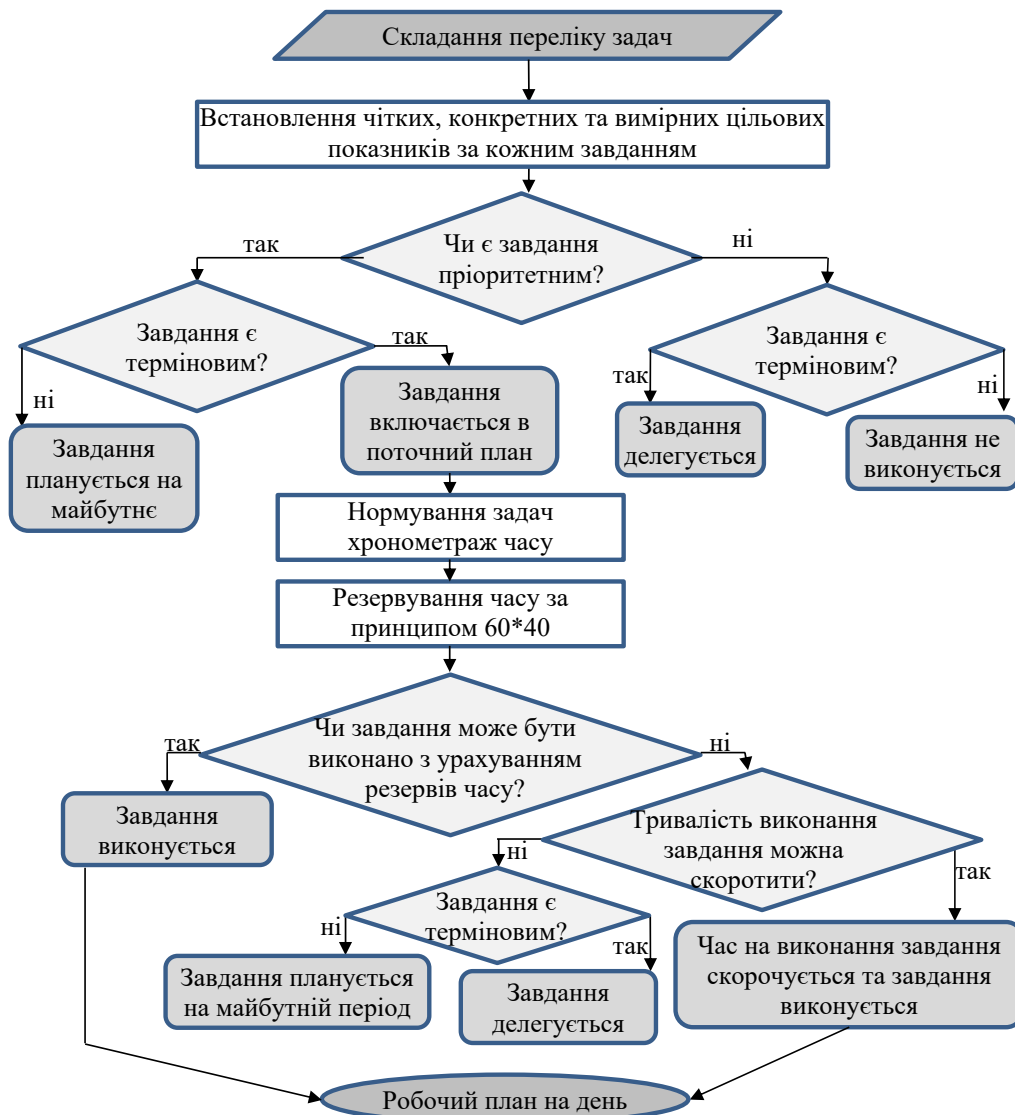 Складання переліку задач
Встановлення чітких, конкретних та вимірних цільових
показників за кожним завданням
Чи є завдання
пріоритетним?
так
ні
Завдання є
терміновим?
так
ні
Завдання є
терміновим?
так
ні
Завдання
планується на
майбутнє
Завдання
включається в
поточний план
Завдання
делегується
Завдання не
виконується
Нормування задач
хронометраж часу
Резервування часу за
принципом 60*40
Чи завдання може бути
виконано з урахуванням
резервів часу?
так
ні
Завдання
виконується
Тривалість виконання
завдання можна
скоротити?
ні
так
Завдання є
терміновим?
ні
так
Завдання планується
на майбутній період
Завдання
делегується
Час на виконання завдання
скорочується та завдання
виконується
Робочий план на день